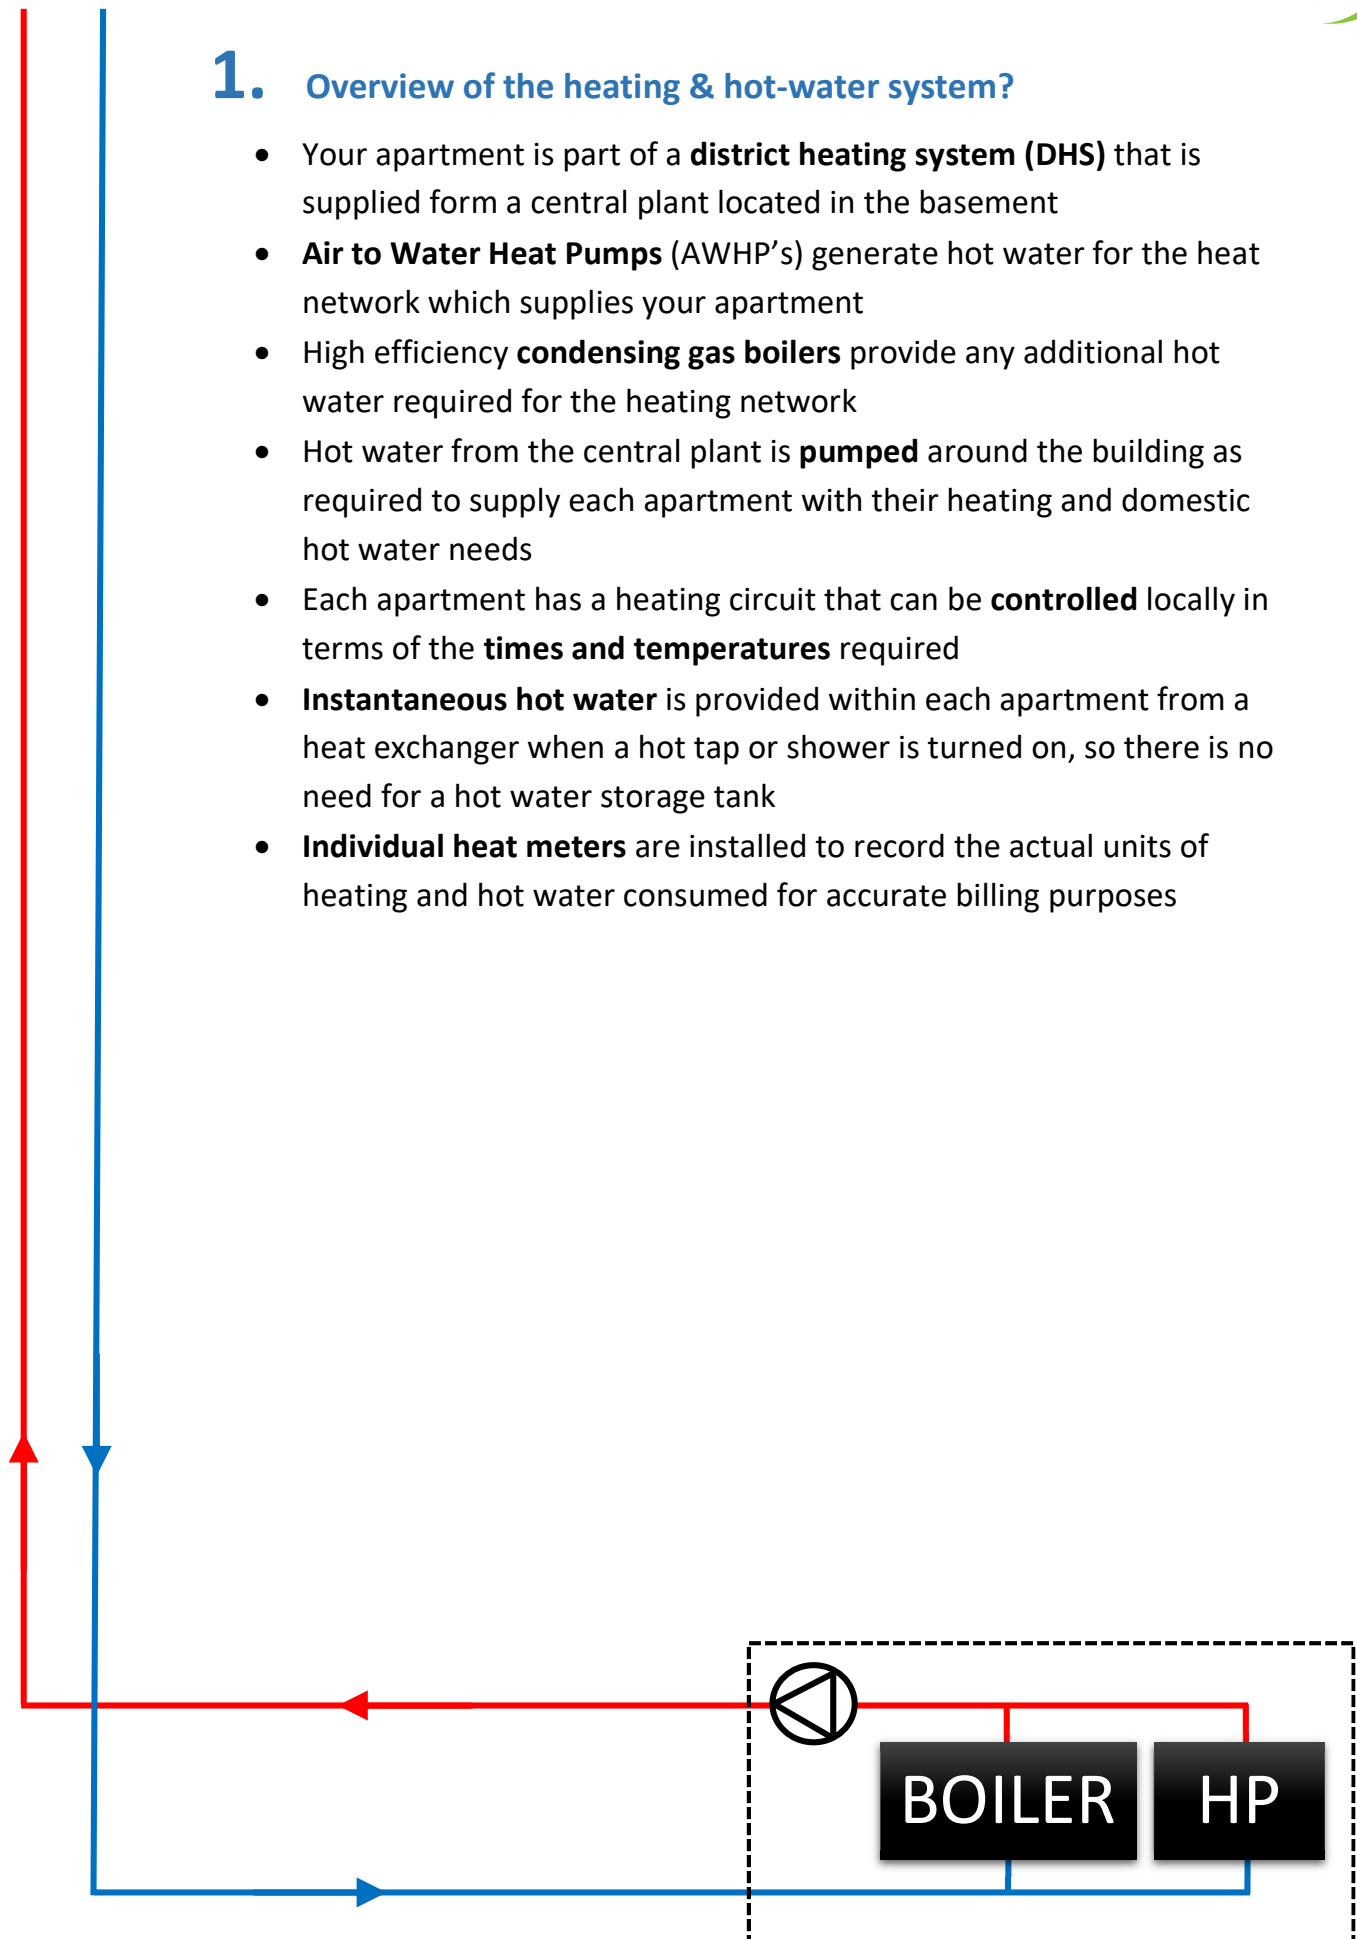 1. Overview of the heating & hot-water system?
• Your apartment is part of a district heating system (DHS) that is
supplied form a central plant located in the basement
• Air to Water Heat Pumps (AWHP’s) generate hot water for the heat
network which supplies your apartment
• High efficiency condensing gas boilers provide any additional hot
water required for the heating network
• Hot water from the central plant is pumped around the building as
required to supply each apartment with their heating and domestic
hot water needs
• Each apartment has a heating circuit that can be controlled locally in
terms of the times and temperatures required
• Instantaneous hot water is provided within each apartment from a
heat exchanger when a hot tap or shower is turned on, so there is no
need for a hot water storage tank
• Individual heat meters are installed to record the actual units of
heating and hot water consumed for accurate billing purposes
BOILER HP